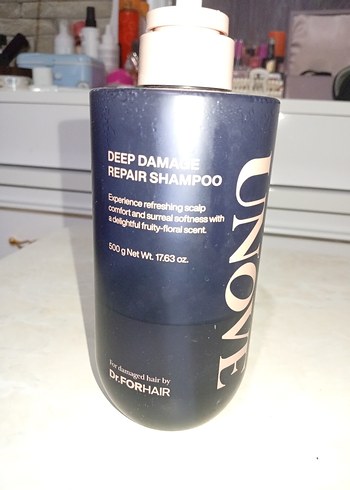 DEEP DAMAGE
REPAIR SHAMPOO
Experience refreshing scalp
comfort and surreal softness with
a delightful fruity-floral scent.
500 g Net Wt. 17.63 oz.
UNOVE
For damaged hair by
Dr.FORHAIR